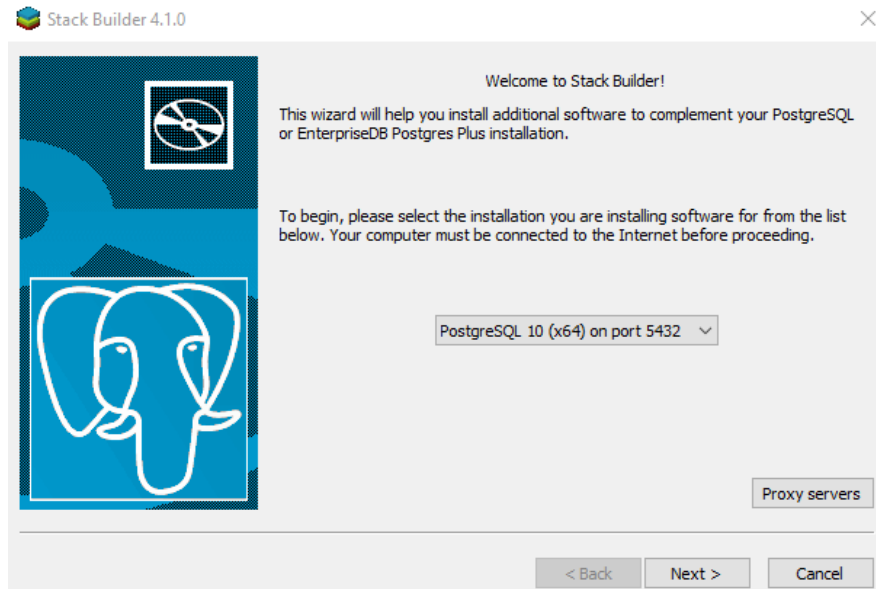 Stack Builder 4.1.0
Welcome to Stack Builder!
This wizard will help you install additional software to complement your PostgreSQL
or EnterpriseDB Postgres Plus installation.
To begin, please select the installation you are installing software for from the list
below. Your computer must be connected to the Internet before proceeding.
PostgreSQL 10 (x64) on port 5432
Proxy servers
< Back
Next >
Cancel